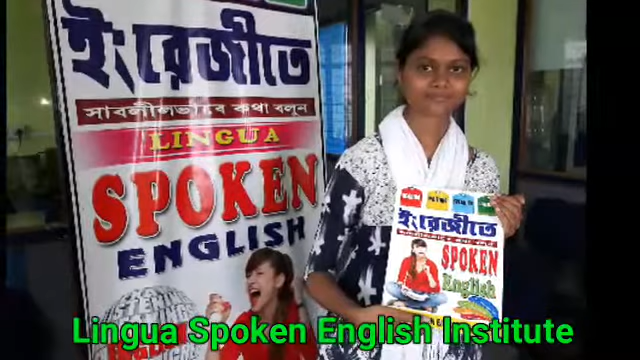 ইংরেজীতে
সাবলীলভাবে কথা বলুন
LINGUA
SPOKEN
ENGLISH
ইংরেজীতে
SPOKEN
English
Lingua Spoken English Institute